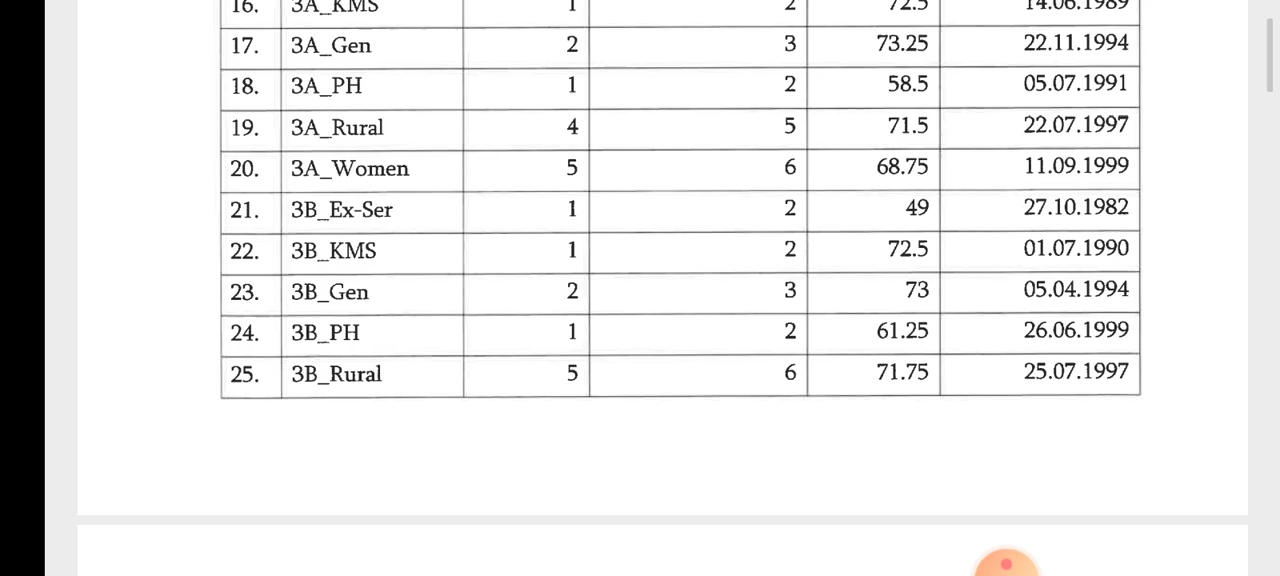 16. 3A_KMS 1 2 72.5 14.06.1989
17. 3A_Gen 2 3 73.25 22.11.1994
18. 3A_PH 1 2 58.5 05.07.1991
19. 3A_Rural 4 5 71.5 22.07.1997
20. 3A_Women 5 6 68.75 11.09.1999
21. 3B_Ex-Ser 1 2 49 27.10.1982
22. 3B_KMS 1 2 72.5 01.07.1990
23. 3B_Gen 2 3 73 05.04.1994
24. 3B_PH 1 2 61.25 26.06.1999
25. 3B_Rural 5 6 71.75 25.07.1997